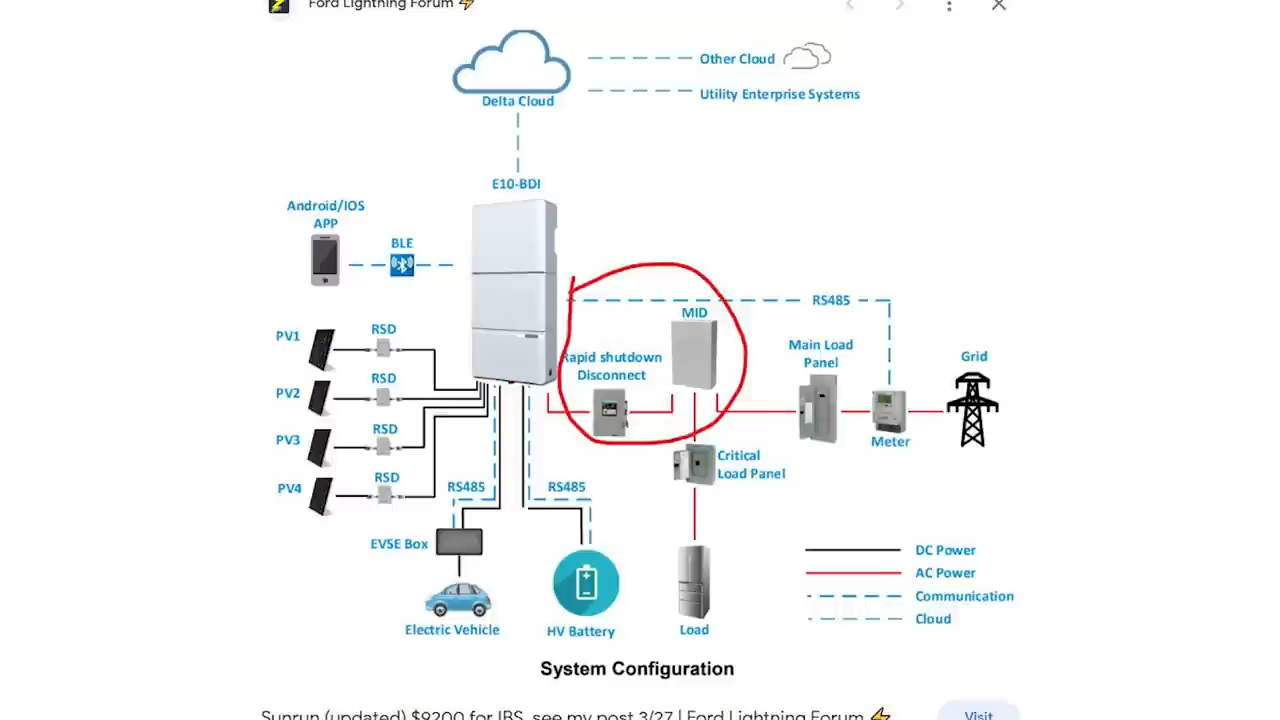 Ford Lightning Forum ⚡
Other Cloud
Delta Cloud
Utility Enterprise Systems
E10-BDI
Android/IOS
APP
BLE
RS485
MID
PV1
RSD
Rapid shutdown
Disconnect
Main Load
Panel
Grid
PV2
RSD
PV3
RSD
Meter
Critical
Load Panel
PV4
RSD
RS485
RS485
EVSE Box
DC Power
AC Power
Communication
Cloud
Electric Vehicle
HV Battery
Load
System Configuration
Sunrun (updated) $9200 for IBS, see my post 3/27 | Ford Lightning Forum ⚡
Visit